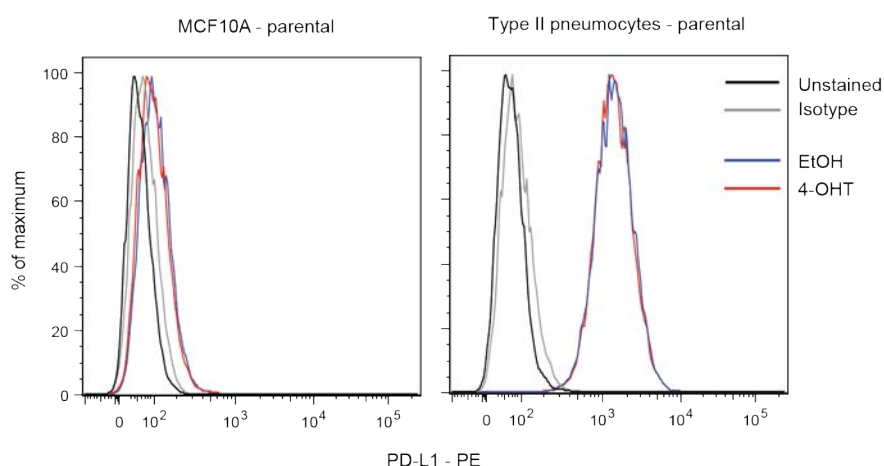 MCF10A - parental
Type II pneumocytes - parental
% of maximum
100
80
60
40
20
0
0 10² 10³ 10⁴ 10⁵
0 10² 10³ 10⁴ 10⁵
Unstained
Isotype
EtOH
4-OHT
PD-L1 - PE